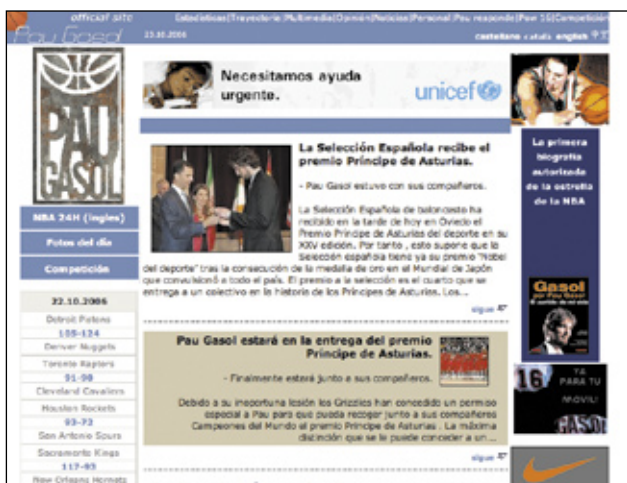 official site
Pau Gasol
Estadísticas|Trayectoria|Multimedia|Opinión|Noticias|Personal|Pau responde|Pow 16|Competición
23.10.2006
castellano català english 中文
PAU
GASOL
NBA 24H (ingles)
Fotos del día
Competición
22.10.2006
Detroit Pistons
105-124
Denver Nuggets
Toronto Raptors
91-98
Cleveland Cavaliers
Houston Rockets
93-72
San Antonio Spurs
Sacramento Kings
117-93
New Orleans Hornets
Necesitamos ayuda
urgente.
unicef
La Selección Española recibe el
premio Príncipe de Asturias.
- Pau Gasol estuvo con sus compañeros.
La Selección Española de baloncesto ha
recibido en la tarde de hoy en Oviedo el
Premio Príncipe de Asturias del deporte en su
XXV edición. Por tanto , esto supone que la
Selección española tiene ya su premio "Nobel
del deporte" tras la consecución de la medalla de oro en el Mundial de Japón
que convulsionó a todo el país. El premio a la selección es el cuarto que se
entrega a un colectivo en la historia de los Príncipes de Asturias. Los...
sigue
Pau Gasol estará en la entrega del premio
Príncipe de Asturias.
- Finalmente estará junto a sus compañeros.
Debido a su inoportuna lesión los Grizzlies han concedido un permiso
especial a Pau para que pueda recoger junto a sus compañeros
Campeones del Mundo el premio Príncipe de Asturias . La máxima
distinción que se le puede conceder a un...
sigue
La primera
biografía
autorizada
de la estrella
de la NBA
Gasol
por Pau Gasol
16
YA
PARA TU
MOVIL!
GASOL